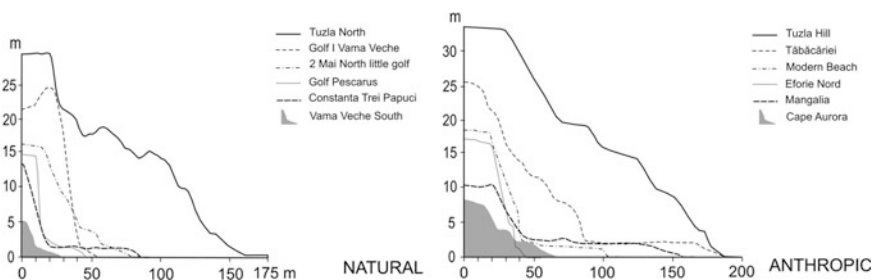 m
25
20
15
10
5
0
0
50
100
150
175 m
Tuzla North
Golf I Vama Veche
2 Mai North little golf
Golf Pescarus
Constanta Trei Papuci
Vama Veche South
NATURAL
m
30
25
20
15
10
5
0
0
50
100
150
200
Tuzla Hill
Tăbăcăriei
Modern Beach
Eforie Nord
Mangalia
Cape Aurora
ANTHROPIC